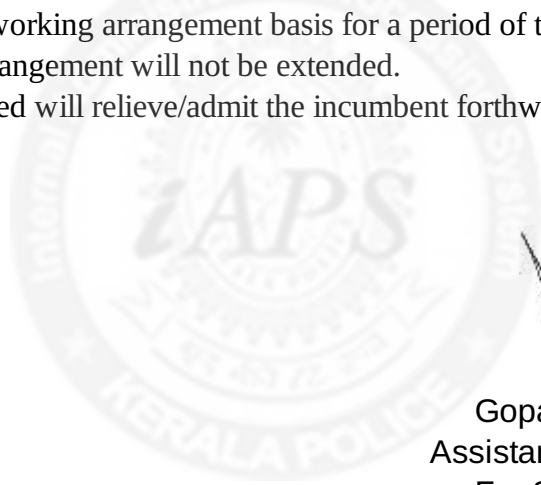 working arrangement basis for a period of t
rangement will not be extended.
ed will relieve/admit the incumbent forthw
iAPS
KERALA POLICE
Gopa
Assistan